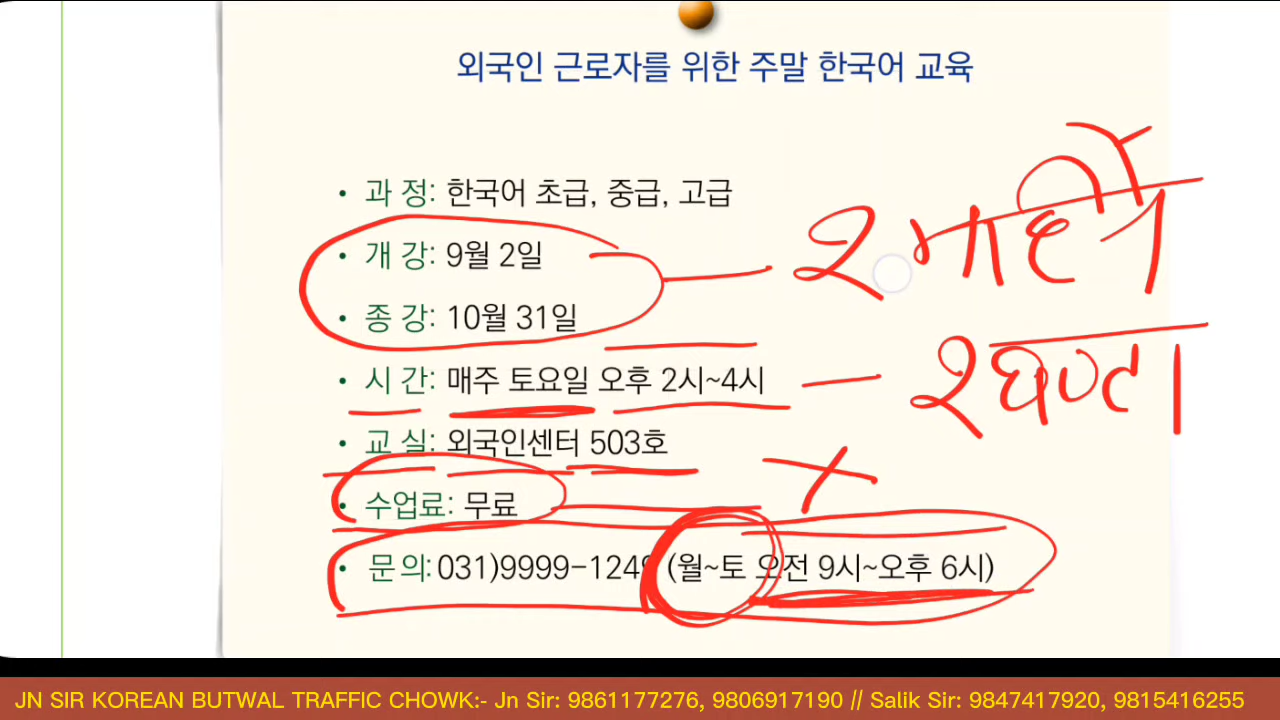 외국인 근로자를 위한 주말 한국어 교육
• 과 정: 한국어 초급, 중급, 고급
• 개 강: 9월 2일
• 종 강: 10월 31일
२ महिना
• 시 간: 매주 토요일 오후 2시~4시
२ घण्टा
• 교 실: 외국인센터 503호
• 수업료: 무료
• 문 의: 031)9999-1249 (월~토 오전 9시~오후 6시)
JN SIR KOREAN BUTWAL TRAFFIC CHOWK:- Jn Sir: 9861177276, 9806917190 // Salik Sir: 9847417920, 9815416255